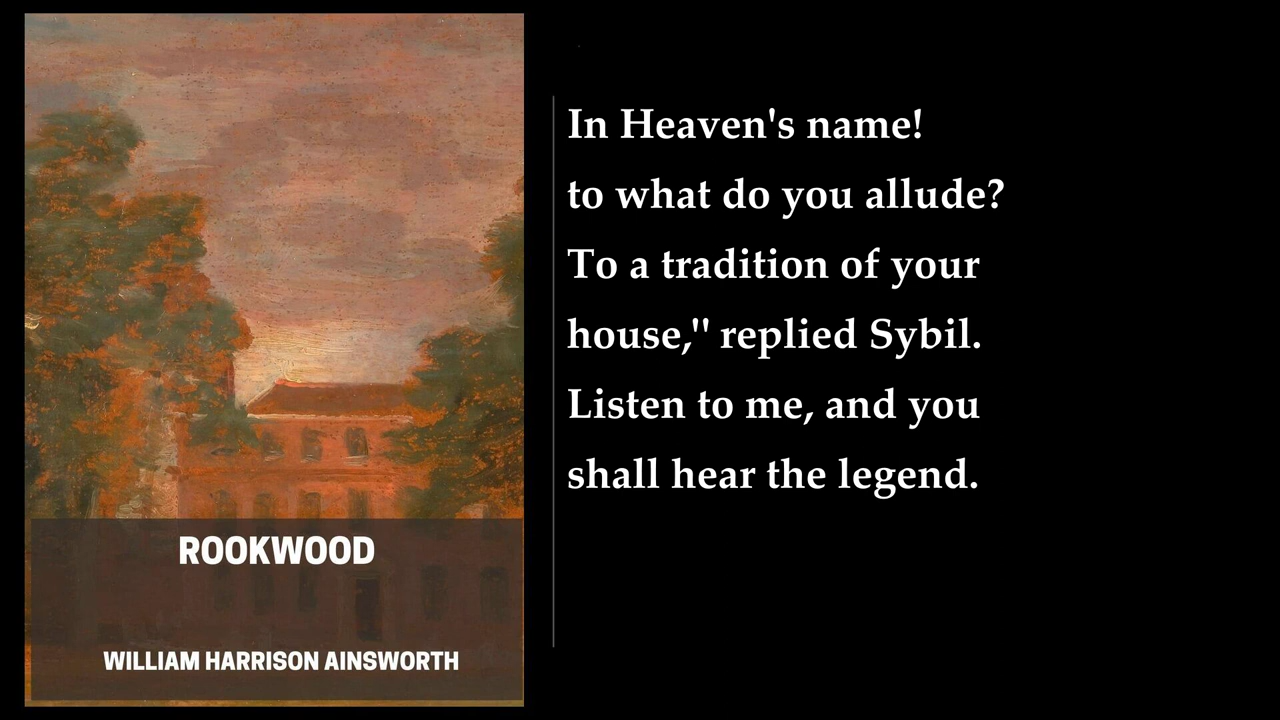 ROOKWOOD
WILLIAM HARRISON AINSWORTH
In Heaven's name!
to what do you allude?
To a tradition of your
house," replied Sybil.
Listen to me, and you
shall hear the legend.